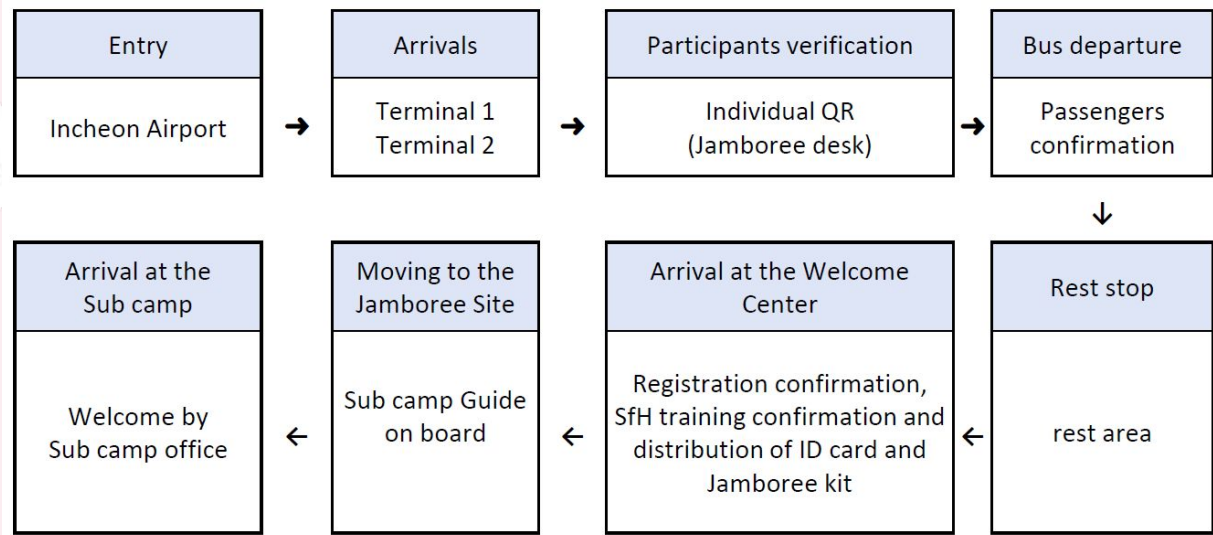 Entry
Incheon Airport
→
Arrivals
Terminal 1
Terminal 2
→
Participants verification
Individual QR
(Jamboree desk)
→
Bus departure
Passengers
confirmation
↓
Rest stop
rest area
←
Arrival at the Welcome
Center
Registration confirmation,
SfH training confirmation and
distribution of ID card and
Jamboree kit
←
Moving to the
Jamboree Site
Sub camp Guide
on board
←
Arrival at the
Sub camp
Welcome by
Sub camp office